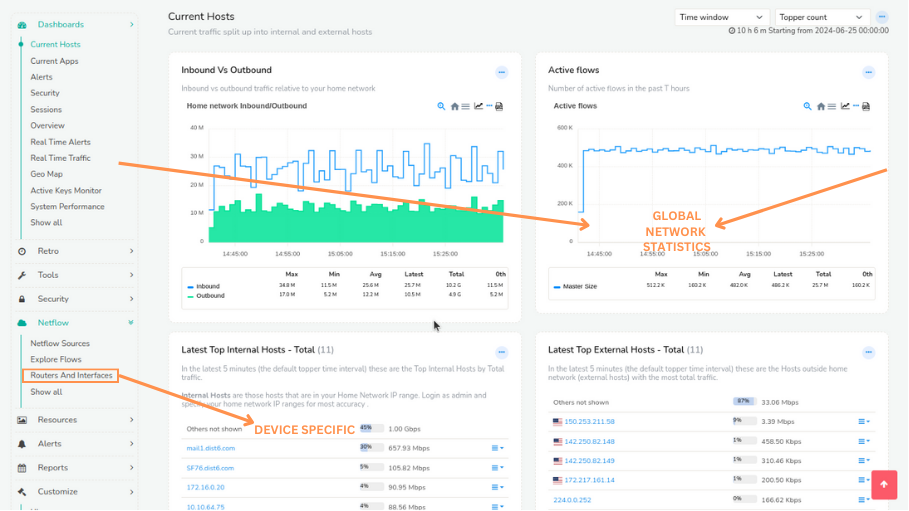 Dashboards
Current Hosts
Current Apps
Alerts
Security
Sessions
Overview
Real Time Alerts
Real Time Traffic
Geo Map
Active Keys Monitor
System Performance
Show all
Retro
Tools
Security
Netflow
Netflow Sources
Explore Flows
Routers And Interfaces
Show all
Resources
Alerts
Reports
Customize
Current Hosts
Current traffic split up into internal and external hosts
Time window
Topper count
10 h 6 m Starting from 2024-06-25 00:00:00
Inbound Vs Outbound
Inbound vs outbound traffic relative to your home network
Home network Inbound/Outbound
40 M
30 M
20 M
10 M
0
14:45:00 14:55:00 15:05:00 15:15:00 15:25:00
Max Min Avg Latest Total 0th
Inbound 34.8 M 11.5 M 25.6 M 25.7 M 10.2 G 11.5 M
Outbound 17.0 M 5.2 M 12.2 M 10.5 M 4.9 G 5.2 M
Active flows
Number of active flows in the past T hours
Active flows
600 K
400 K
200 K
0
14:45:00 14:55:00 15:05:00 15:15:00 15:25:00
GLOBAL
NETWORK
STATISTICS
Max Min Avg Latest Total 0th
Master Size 512.2 K 160.2 K 482.0 K 486.2 K 25.7 M 160.2 K
Latest Top Internal Hosts - Total (11)
In the latest 5 minutes (the default topper time interval) these are the Top Internal Hosts by Total
traffic.
Internal Hosts are those hosts that are in your Home Network IP range. Login as admin and
specify your home network IP ranges for most accuracy .
Others not shown 45% 1.00 Gbps
DEVICE SPECIFIC
mail1.dist6.com 30% 657.93 Mbps
SF76.dist6.com 5% 105.82 Mbps
172.16.0.20 4% 90.95 Mbps
10.10.64.75 4% 88.56 Mbps
Latest Top External Hosts - Total (11)
In the latest 5 minutes (the default topper time interval) these are the Hosts outside home
network (external hosts) with the most total traffic.
Others not shown 87% 33.06 Mbps
150.253.211.58 9% 3.39 Mbps
142.250.82.148 1% 458.50 Kbps
142.250.82.149 1% 310.46 Kbps
172.217.161.14 1% 200.50 Kbps
224.0.0.252 0% 166.62 Kbps